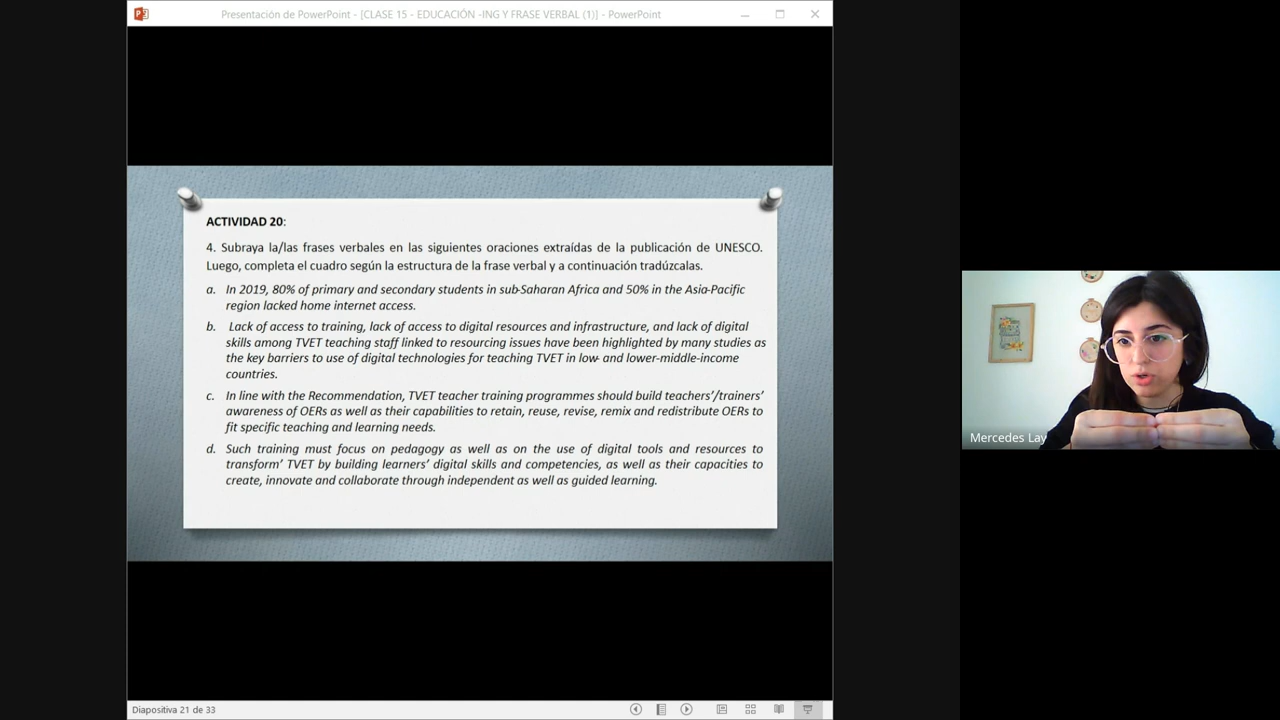 Presentación de PowerPoint - [CLASE 15 - EDUCACIÓN -ING Y FRASE VERBAL (1)] - PowerPoint
ACTIVIDAD 20:
4. Subraya la/las frases verbales en las siguientes oraciones extraídas de la publicación de UNESCO.
Luego, completa el cuadro según la estructura de la frase verbal y a continuación tradúzcalas.
a. In 2019, 80% of primary and secondary students in sub-Saharan Africa and 50% in the Asia-Pacific
region lacked home internet access.
b. Lack of access to training, lack of access to digital resources and infrastructure, and lack of digital
skills among TVET teaching staff linked to resourcing issues have been highlighted by many studies as
the key barriers to use of digital technologies for teaching TVET in low- and lower-middle-income
countries.
c. In line with the Recommendation, TVET teacher training programmes should build teachers'/trainers'
awareness of OERs as well as their capabilities to retain, reuse, revise, remix and redistribute OERs to
fit specific teaching and learning needs.
d. Such training must focus on pedagogy as well as on the use of digital tools and resources to
transform' TVET by building learners' digital skills and competencies, as well as their capacities to
create, innovate and collaborate through independent as well as guided learning.
Mercedes Lay
Diapositiva 21 de 33